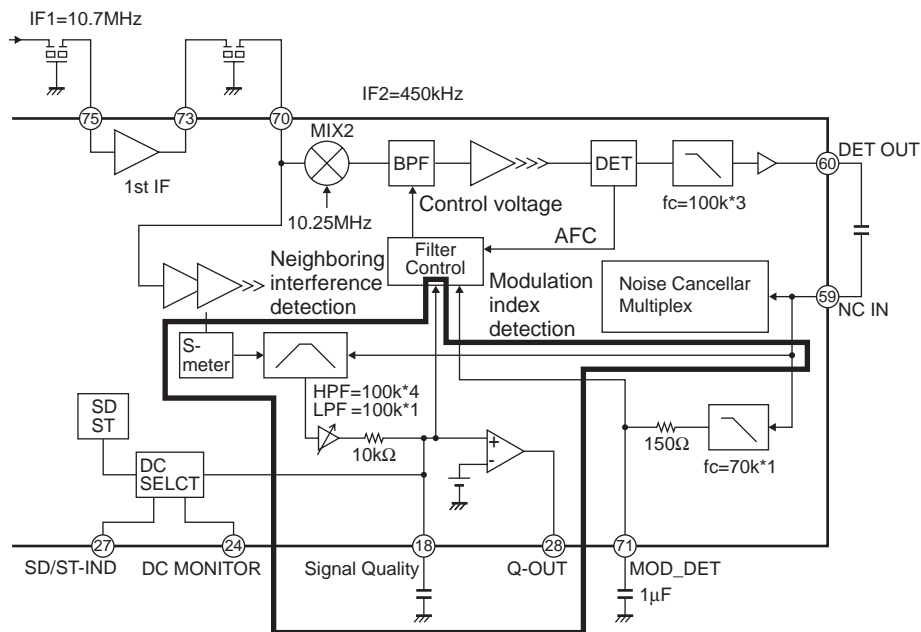 IF1=10.7MHz
IF2=450kHz
75
73
70
MIX2
1st IF
BPF
DET
60
DET OUT
fc=100k*3
10.25MHz
Control voltage
AFC
Filter
Control
Neighboring
interference
detection
Modulation
index
detection
Noise Cancellar
Multiplex
59
NC IN
S-
meter
HPF=100k*4
LPF =100k*1
SD
ST
10kΩ
+
-
150Ω
fc=70k*1
DC
SELCT
27
24
18
28
71
SD/ST-IND
DC MONITOR
Signal Quality
Q-OUT
MOD_DET
1μF